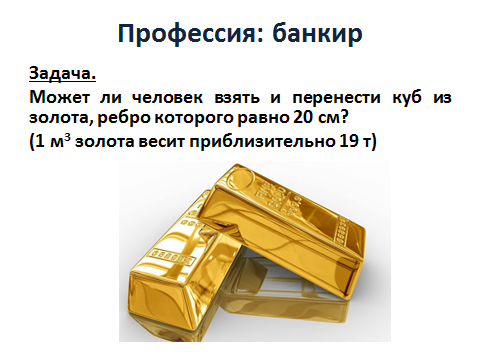 Профессия: банкир
Задача.
Может ли человек взять и перенести куб из
золота, ребро которого равно 20 см?
(1 м³ золота весит приблизительно 19 т)